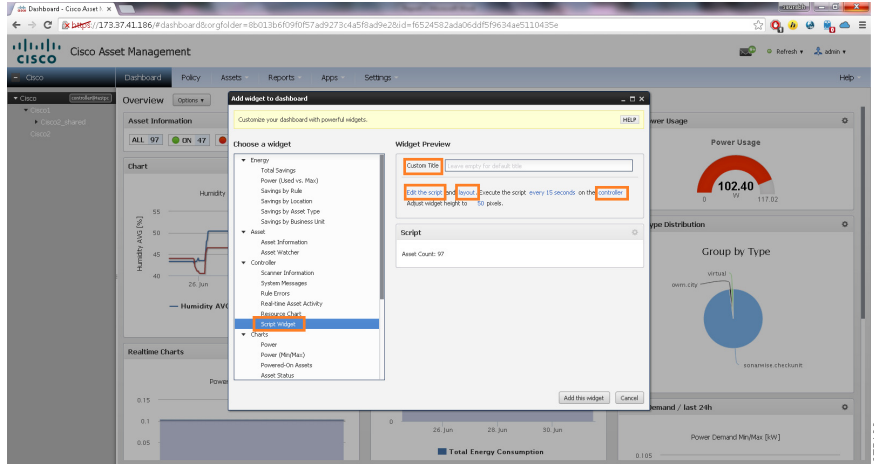 Dashboard - Cisco Asset M
https://173.37.41.186/#dashboard&orgfolder=8b013b6f09f0f57ad9273c4a5f8ad9e2&id=f6524582ada06ddf5f9634ae5110435e
CISCO Cisco Asset Management
Refresh admin
Cisco Dashboard Policy Assets Reports Apps Settings Help
Cisco
Cisco1
Cisco2_shared
Cisco2
Overview Options
Asset Information
ALL 97 ON 47
Chart
Humidity
Humidity AVG [%]
55
50
45
40
26. Jun
Humidity AVG
Realtime Charts
Power
0.15
0.1
0.05
Add widget to dashboard
Customize your dashboard with powerful widgets.
HELP
Choose a widget
Energy
Total Savings
Power (Used vs. Max)
Savings by Rule
Savings by Location
Savings by Asset Type
Savings by Business Unit
Asset
Asset Information
Asset Watcher
Controller
Scanner Information
System Messages
Rule Errors
Real-time Asset Activity
Resource Chart
Script Widget
Charts
Power
Power (Min/Max)
Powered-On Assets
Asset Status
Widget Preview
Custom Title Leave empty for default title
Edit the script and layout. Execute the script every 15 seconds on the controller
Adjust widget height to 50 pixels.
Script
Asset Count: 97
Add this widget Cancel
0
26. Jun 28. Jun 30. Jun
Total Energy Consumption
wer Usage
Power Usage
102.40
W
0 117.02
ype Distribution
Group by Type
virtual
own.city
sonarwise.checkunit
emand / last 24h
Power Demand Min/Max [kW]
0.105